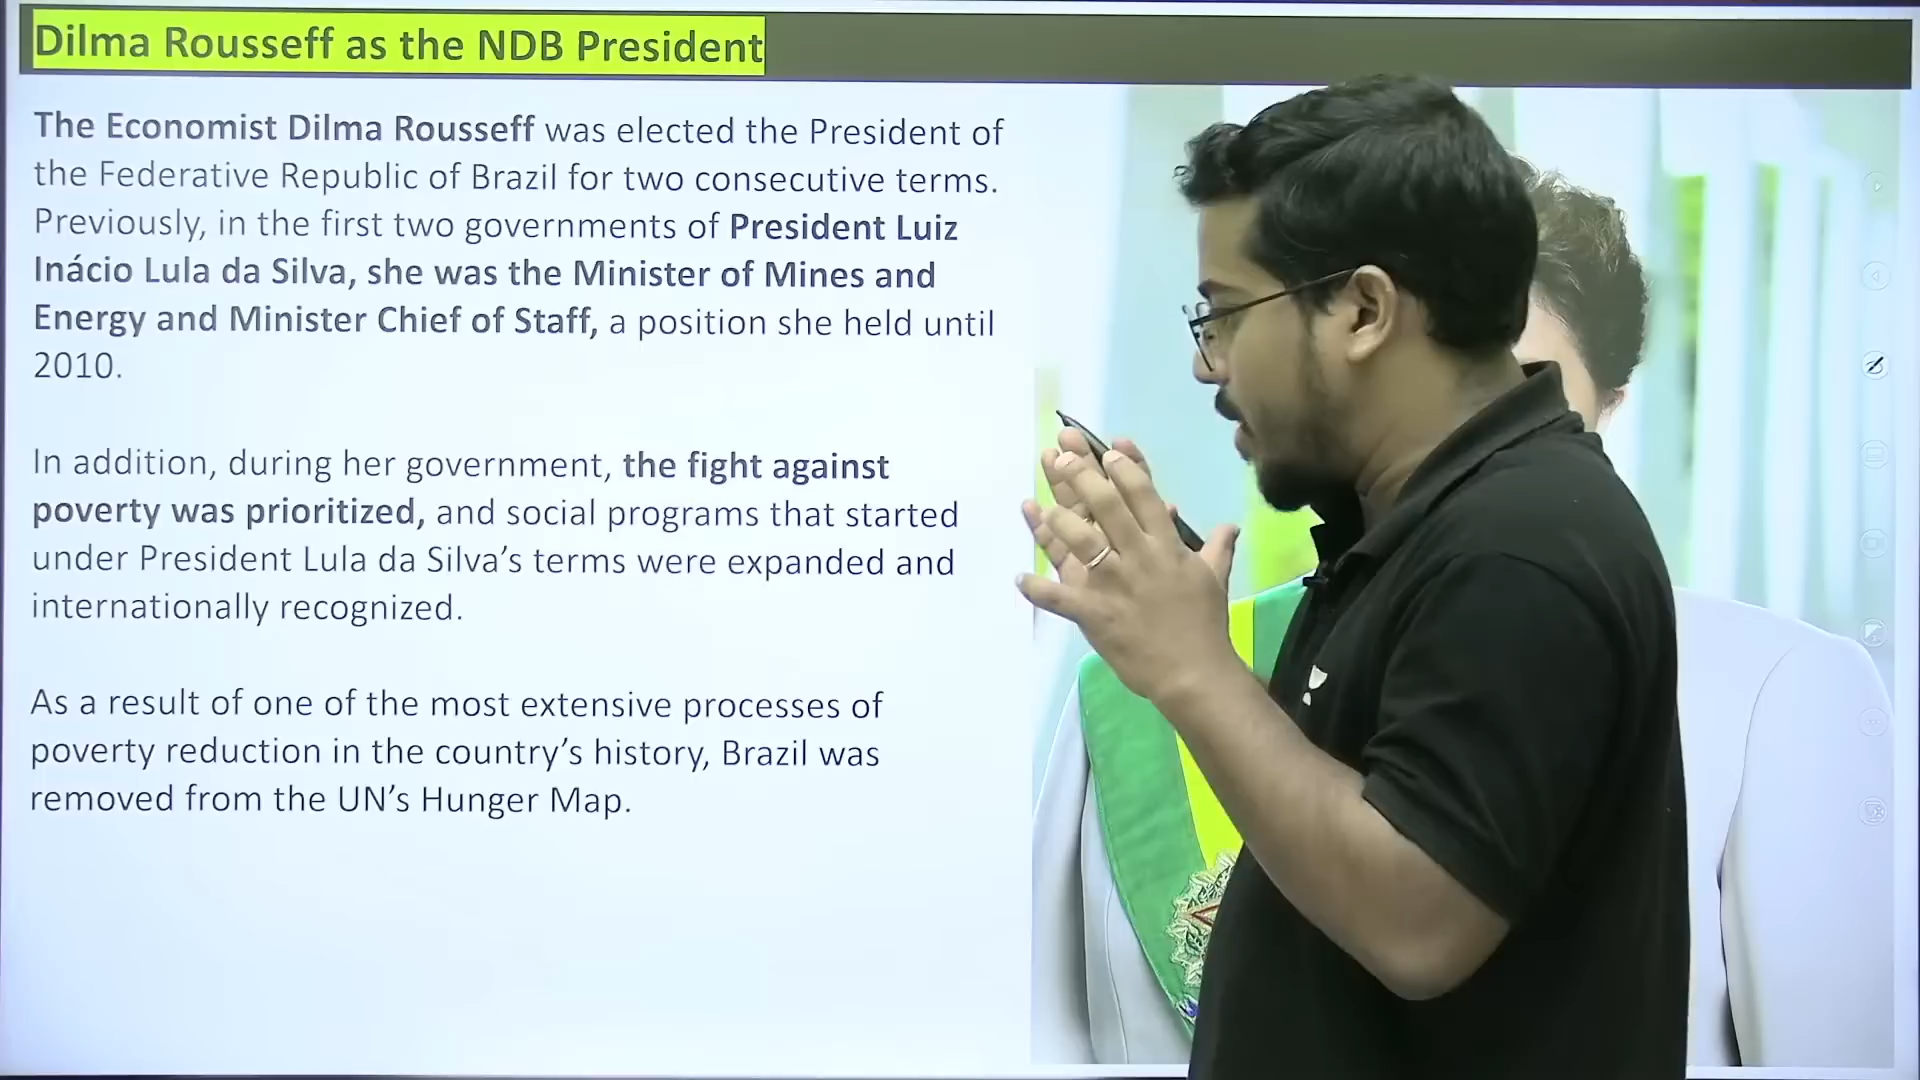 Dilma Rousseff as the NDB President
The Economist Dilma Rousseff was elected the President of
the Federative Republic of Brazil for two consecutive terms.
Previously, in the first two governments of President Luiz
Inácio Lula da Silva, she was the Minister of Mines and
Energy and Minister Chief of Staff, a position she held until
2010.
In addition, during her government, the fight against
poverty was prioritized, and social programs that started
under President Lula da Silva’s terms were expanded and
internationally recognized.
As a result of one of the most extensive processes of
poverty reduction in the country’s history, Brazil was
removed from the UN’s Hunger Map.